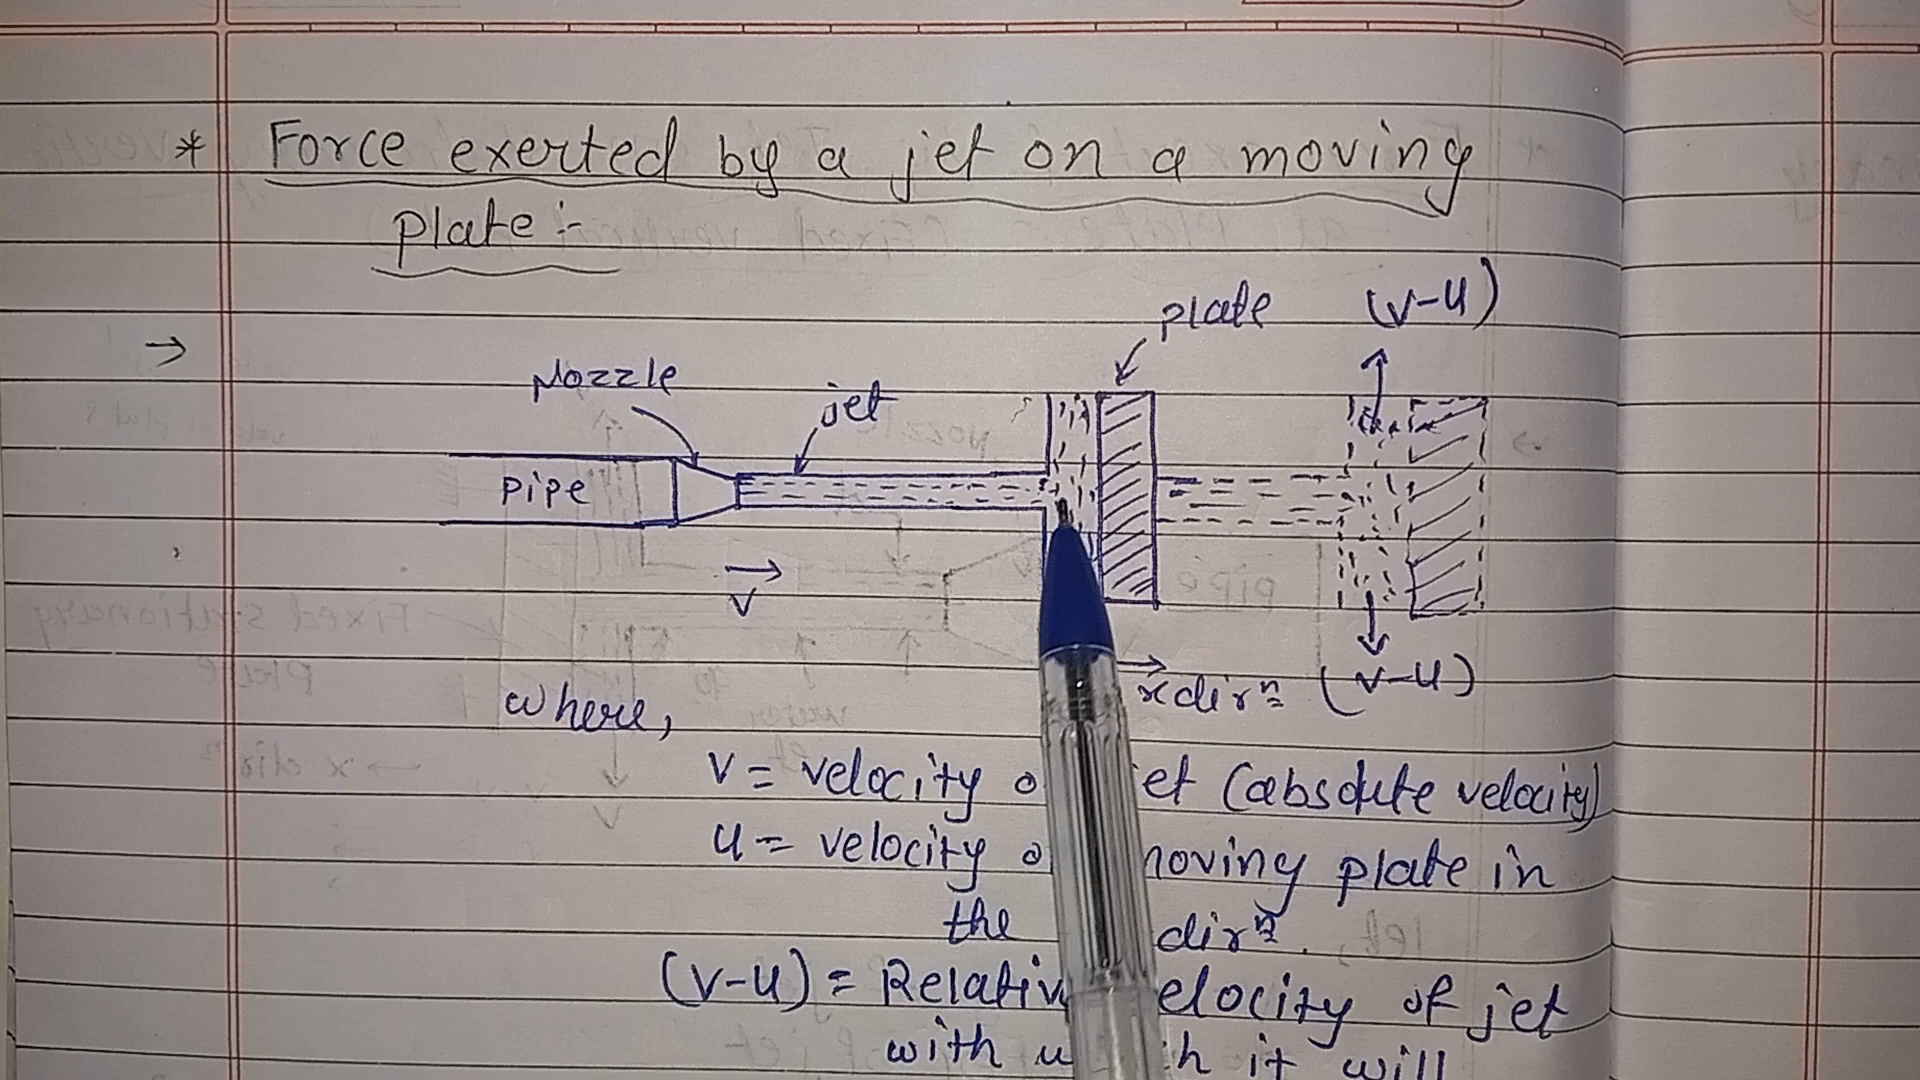 * Force exerted by a jet on a moving
plate :-
→
plate (v-u)
Nozzle
jet
pipe
v
x dirⁿ (v-u)
where,
v = velocity o et (absolute velocity)
u = velocity o moving plate in
the dirⁿ.
(v-u) = Relativ elocity of jet
with h it will